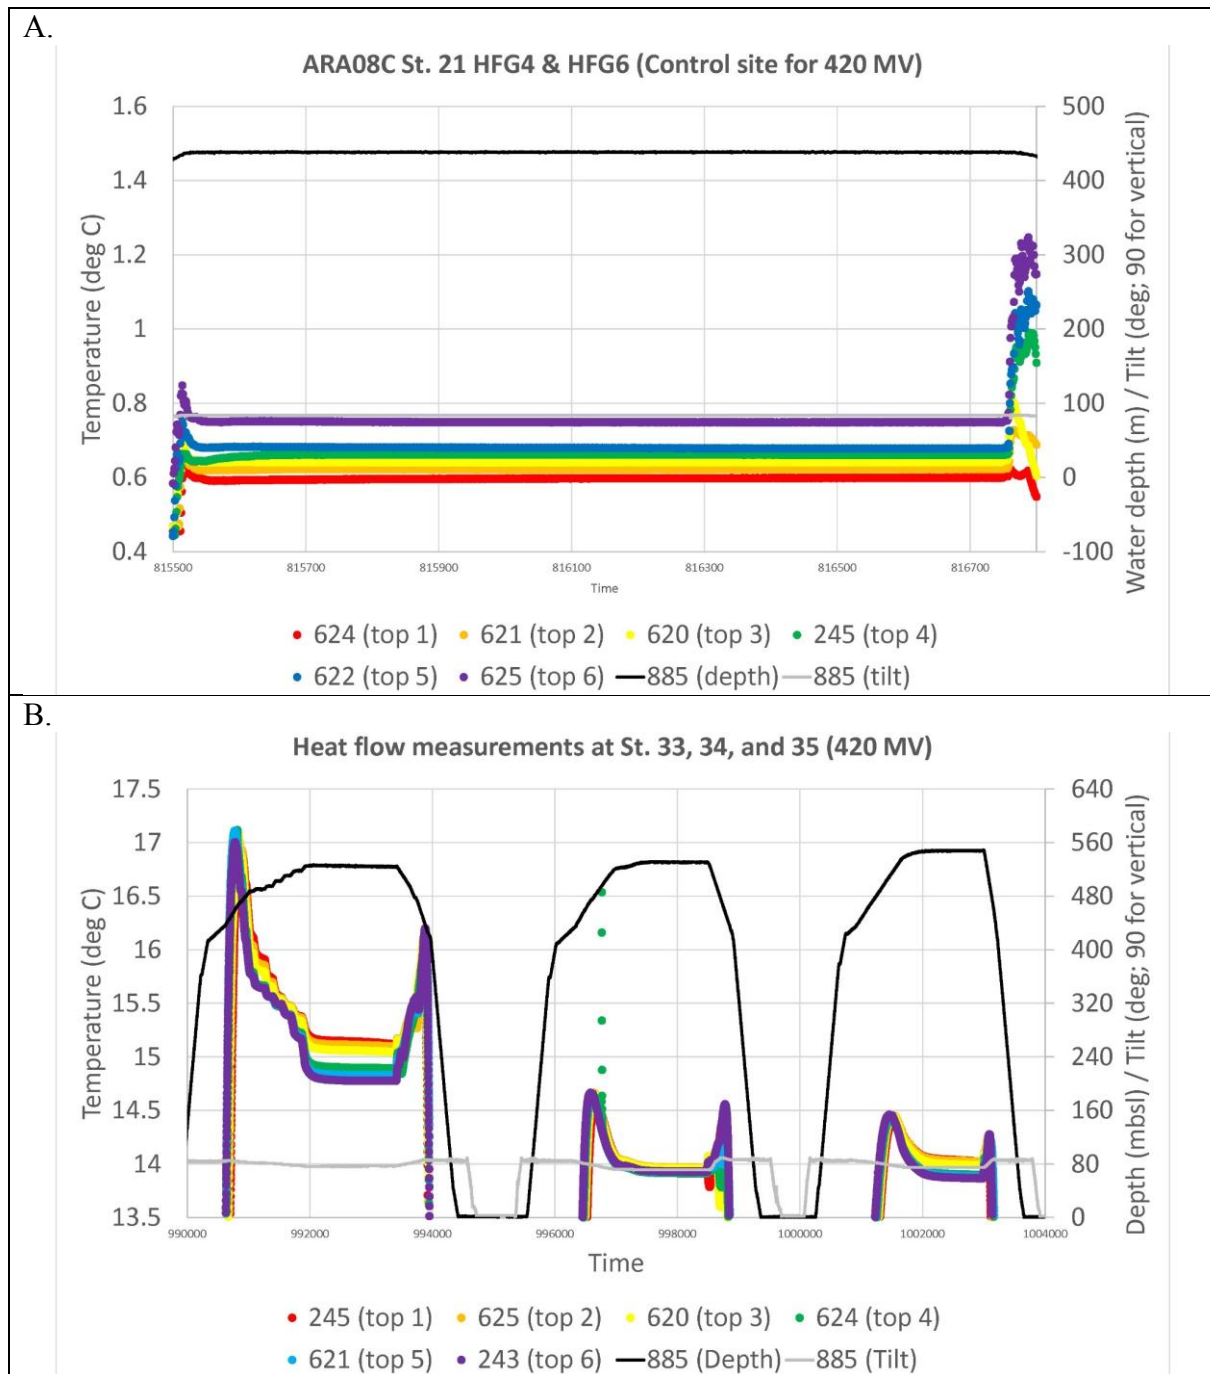 A.
ARA08C St. 21 HFG4 & HFG6 (Control site for 420 MV)
Temperature (deg C)
1.6
1.4
1.2
1
0.8
0.6
0.4
500
400
300
200
100
0
-100
Water depth (m) / Tilt (deg; 90 for vertical)
815500 815700 815900 816100 816300 816500 816700
Time
624 (top 1) 621 (top 2) 620 (top 3) 245 (top 4)
622 (top 5) 625 (top 6) 885 (depth) 885 (tilt)
B.
Heat flow measurements at St. 33, 34, and 35 (420 MV)
Temperature (deg C)
17.5
17
16.5
16
15.5
15
14.5
14
13.5
640
560
480
400
320
240
160
80
0
Depth (mbsl) / Tilt (deg; 90 for vertical)
990000 992000 994000 996000 998000 1000000 1002000 1004000
Time
245 (top 1) 625 (top 2) 620 (top 3) 624 (top 4)
621 (top 5) 243 (top 6) 885 (Depth) 885 (Tilt)